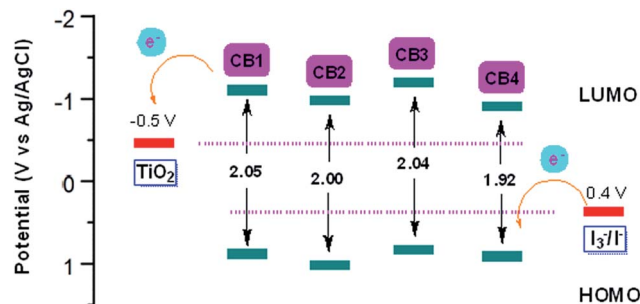 Potential (V vs Ag/AgCl)
-2
-1
0
1
e⁻
CB1
CB2
CB3
CB4
LUMO
-0.5 V
TiO₂
2.05
2.00
2.04
1.92
e⁻
0.4 V
I₃⁻/I⁻
HOMO